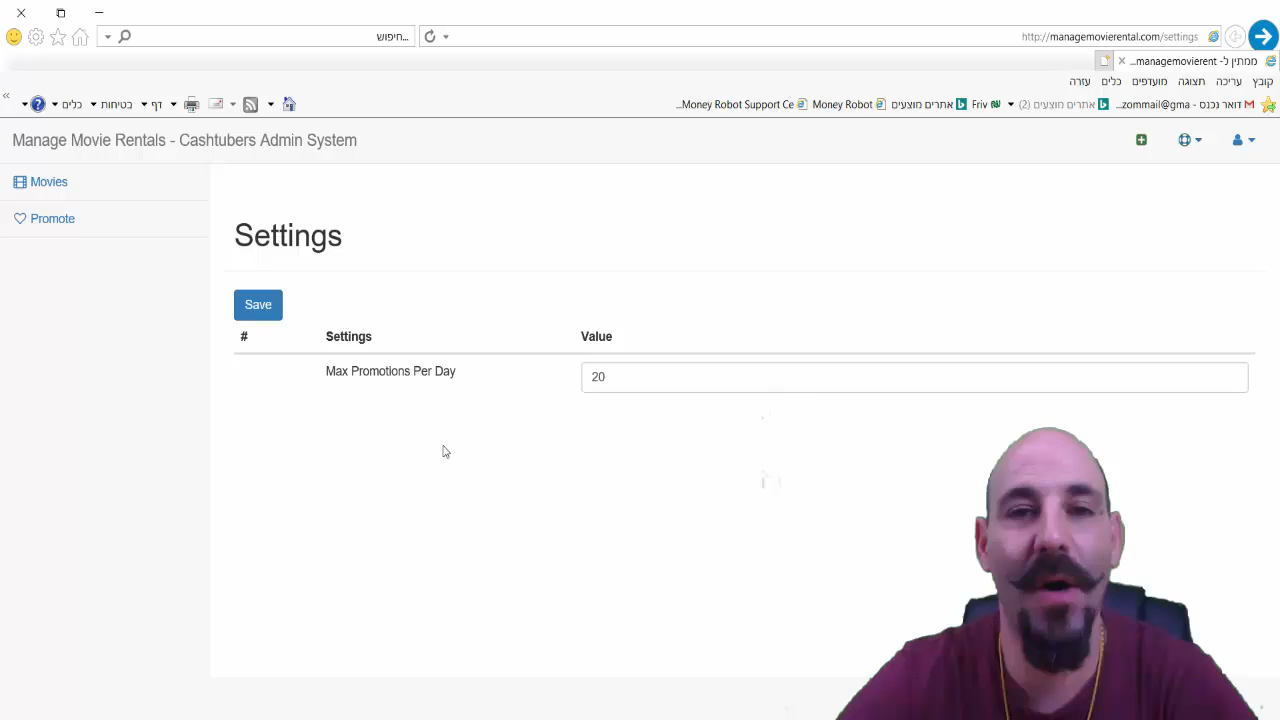 חיפוש...
http://managemovierental.com/settings
ממתין ל- managemovierent...
קובץ עריכה תצוגה מועדפים כלים עזרה
דואר נכנס - zommail@gma... אתרים מוצעים (2) Friv אתרים מוצעים Money Robot Money Robot Support Ce... דף בטיחות כלים
Manage Movie Rentals - Cashtubers Admin System
Movies
Promote
Settings
Save
# Settings Value
Max Promotions Per Day 20